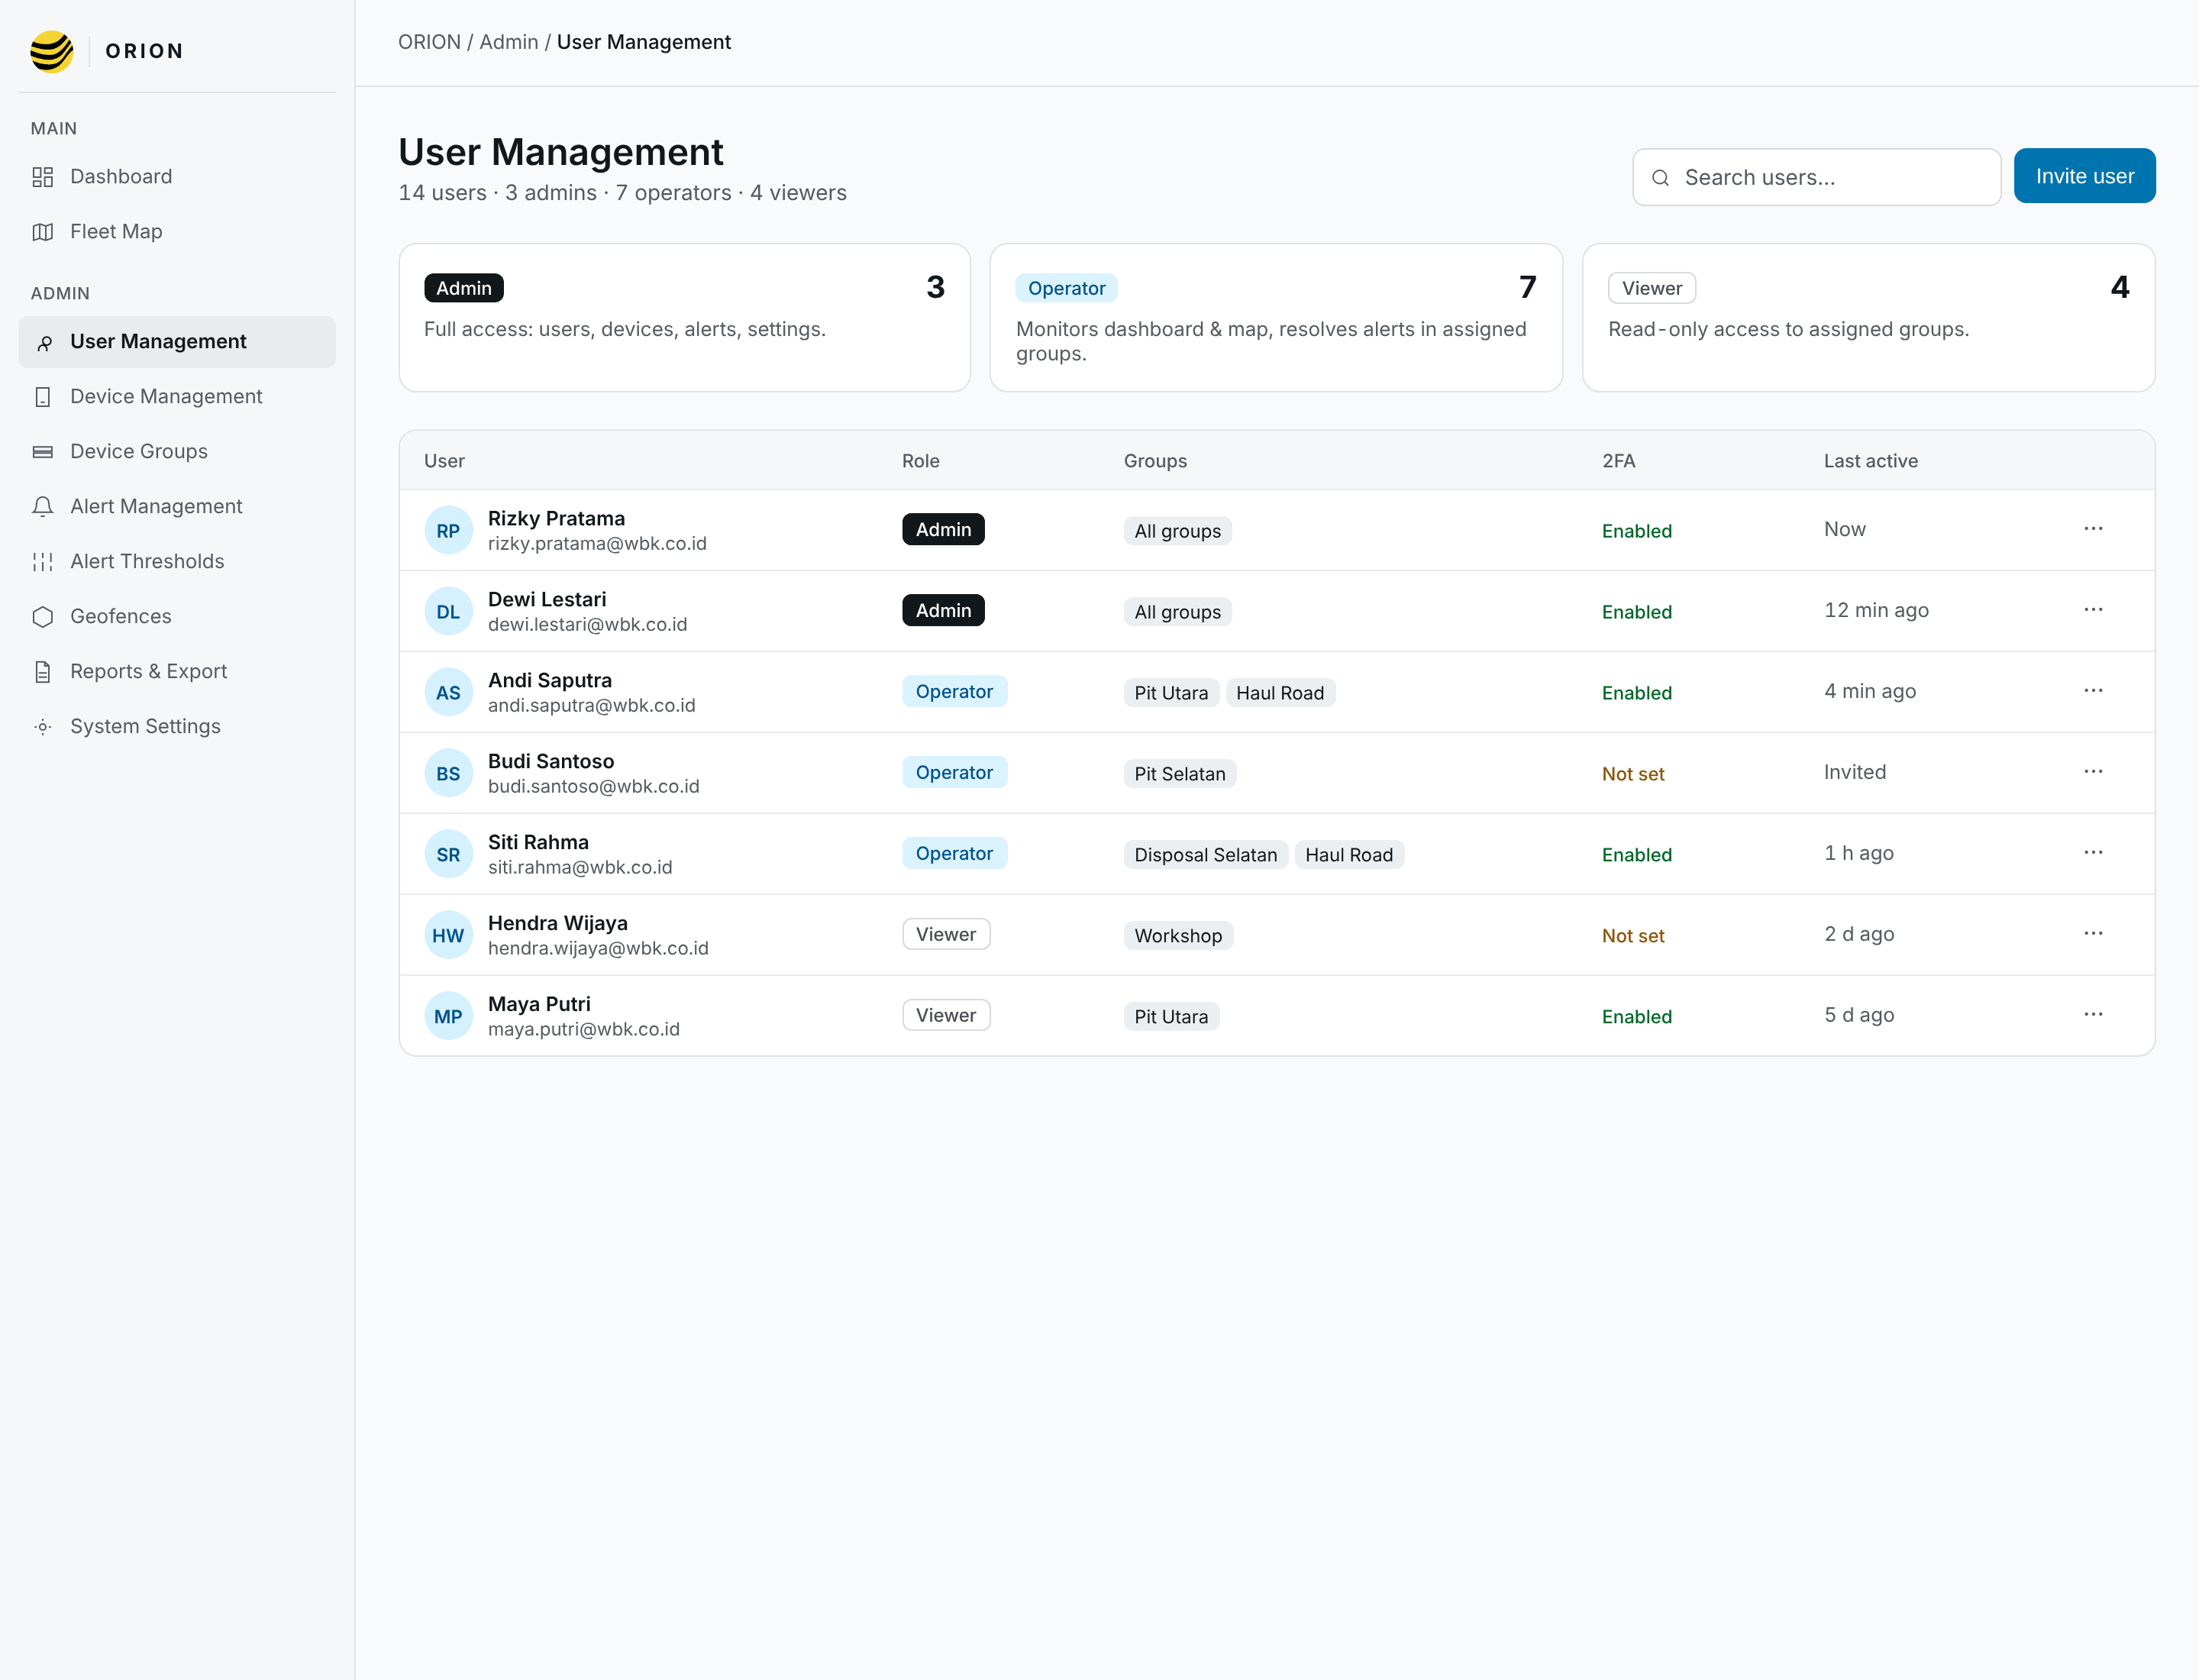 ORION
MAIN
Dashboard
Fleet Map
ADMIN
User Management
Device Management
Device Groups
Alert Management
Alert Thresholds
Geofences
Reports & Export
System Settings
ORION / Admin / User Management
User Management
14 users · 3 admins · 7 operators · 4 viewers
Search users...
Invite user
Admin 3
Full access: users, devices, alerts, settings.
Operator 7
Monitors dashboard & map, resolves alerts in assigned
groups.
Viewer 4
Read-only access to assigned groups.
User Role Groups 2FA Last active
RP Rizky Pratama Admin All groups Enabled Now ...
rizky.pratama@wbk.co.id
DL Dewi Lestari Admin All groups Enabled 12 min ago ...
dewi.lestari@wbk.co.id
AS Andi Saputra Operator Pit Utara Haul Road Enabled 4 min ago ...
andi.saputra@wbk.co.id
BS Budi Santoso Operator Pit Selatan Not set Invited ...
budi.santoso@wbk.co.id
SR Siti Rahma Operator Disposal Selatan Haul Road Enabled 1 h ago ...
siti.rahma@wbk.co.id
HW Hendra Wijaya Viewer Workshop Not set 2 d ago ...
hendra.wijaya@wbk.co.id
MP Maya Putri Viewer Pit Utara Enabled 5 d ago ...
maya.putri@wbk.co.id